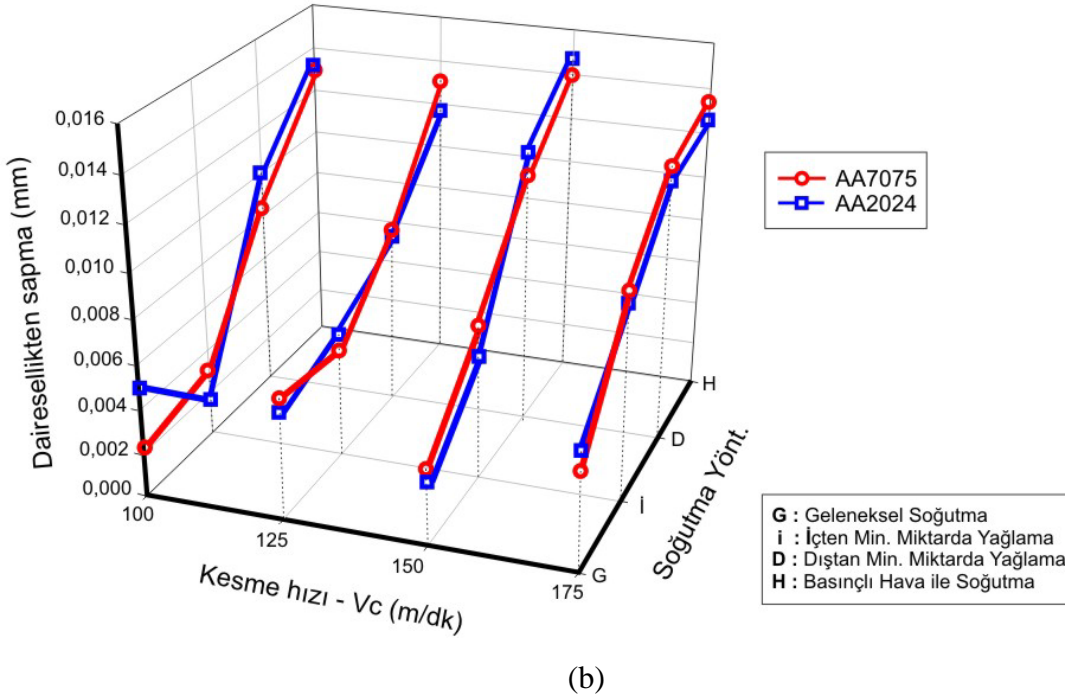 0,016
0,014
0,012
0,010
0,008
0,006
0,004
0,002
0,000
Dairesellikten sapma (mm)
100
125
150
175
Kesme hızı - Vc (m/dk)
G
İ
D
H
Soğutma Yönt.
AA7075
AA2024
G : Geleneksel Soğutma
i : İçten Min. Miktarda Yağlama
D : Dıştan Min. Miktarda Yağlama
H : Basınçlı Hava ile Soğutma
(b)